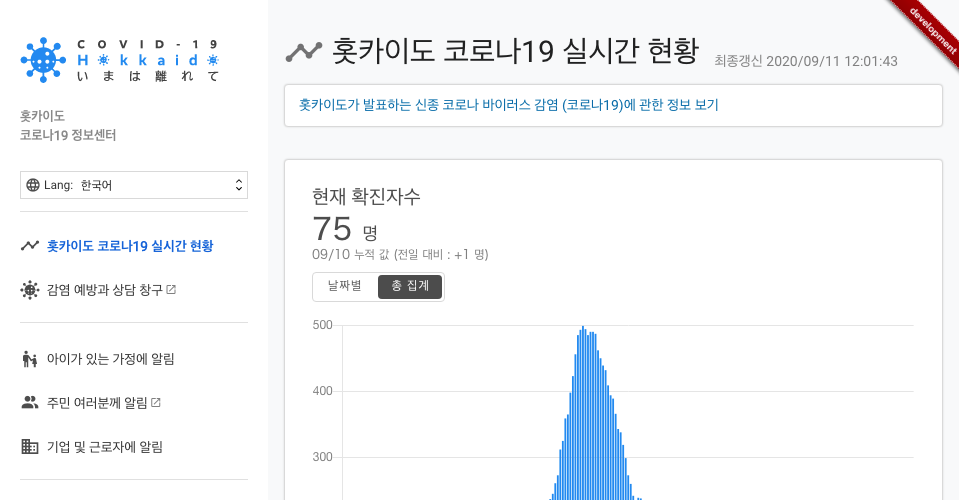 COVID-19
Hokkaido
いまは離れて
홋카이도
코로나19 정보센터
Lang: 한국어
홋카이도 코로나19 실시간 현황
감염 예방과 상담 창구
아이가 있는 가정에 알림
주민 여러분께 알림
기업 및 근로자에 알림
홋카이도 코로나19 실시간 현황
최종갱신 2020/09/11 12:01:43
development
홋카이도가 발표하는 신종 코로나 바이러스 감염 (코로나19)에 관한 정보 보기
현재 확진자수
75 명
09/10 누적 값 (전일 대비 : +1 명)
날짜별 총 집계
500
400
300